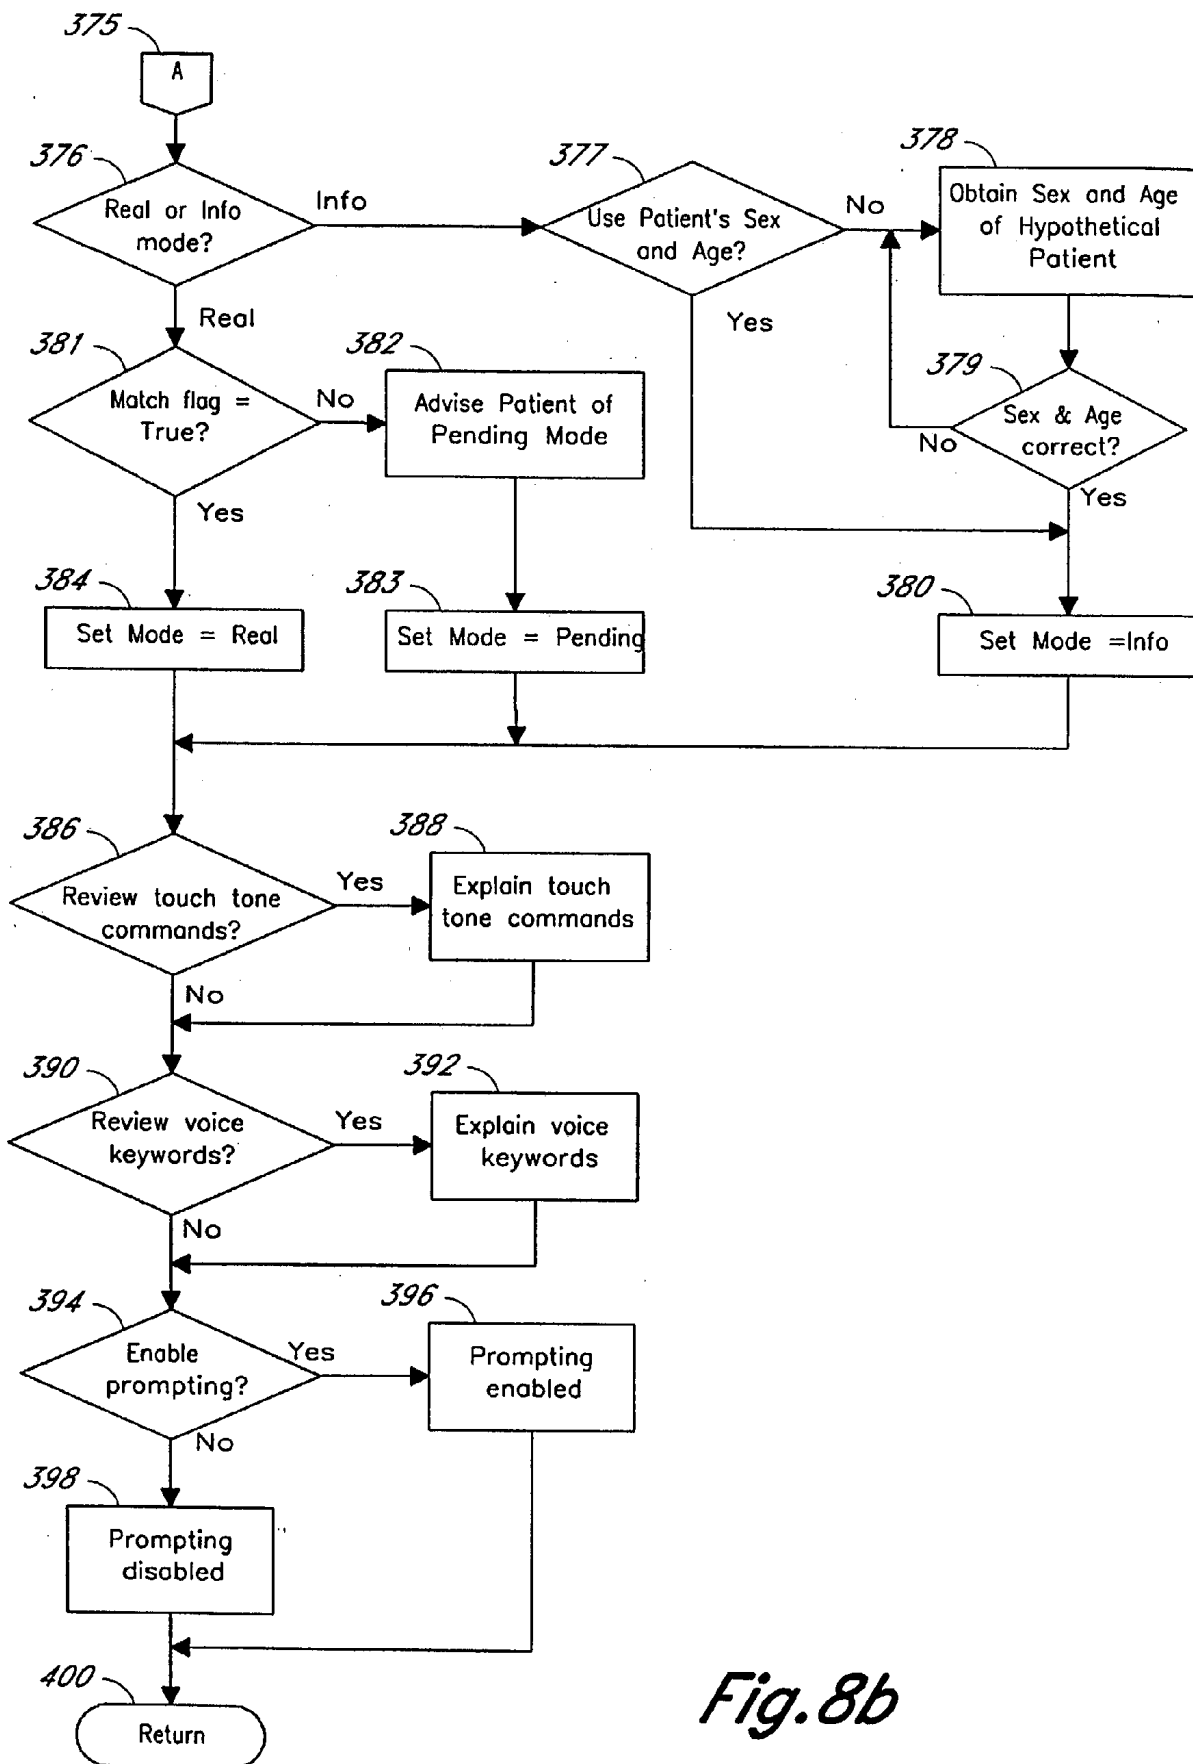 375
A
376
Real or Info
mode?
Info
377
Use Patient's Sex
and Age?
No
378
Obtain Sex and Age
of Hypothetical
Patient
Real
Yes
381
Match flag =
True?
No
382
Advise Patient of
Pending Mode
379
Sex & Age
correct?
No
Yes
Yes
384
Set Mode = Real
383
Set Mode = Pending
380
Set Mode =Info
386
Review touch tone
commands?
Yes
388
Explain touch
tone commands
No
390
Review voice
keywords?
Yes
392
Explain voice
keywords
No
394
Enable
prompting?
Yes
396
Prompting
enabled
No
398
Prompting
disabled
400
Return
Fig.8b